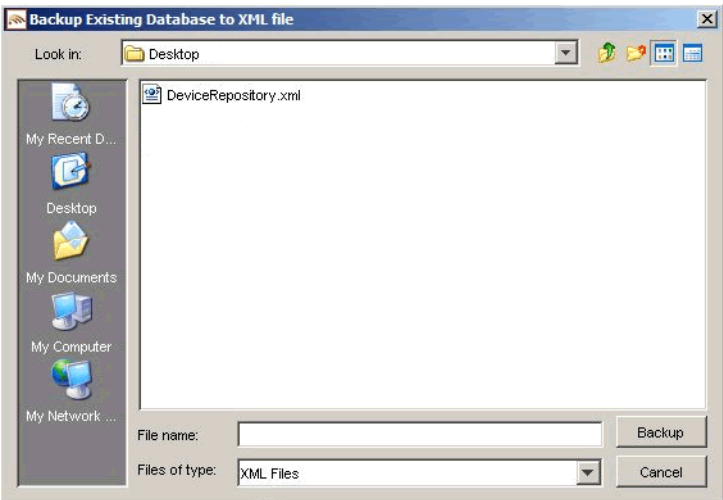 Backup Existing Database to XML file
Look in:
Desktop
DeviceRepository.xml
My Recent D...
Desktop
My Documents
My Computer
My Network ...
File name:
Backup
Files of type:
XML Files
Cancel